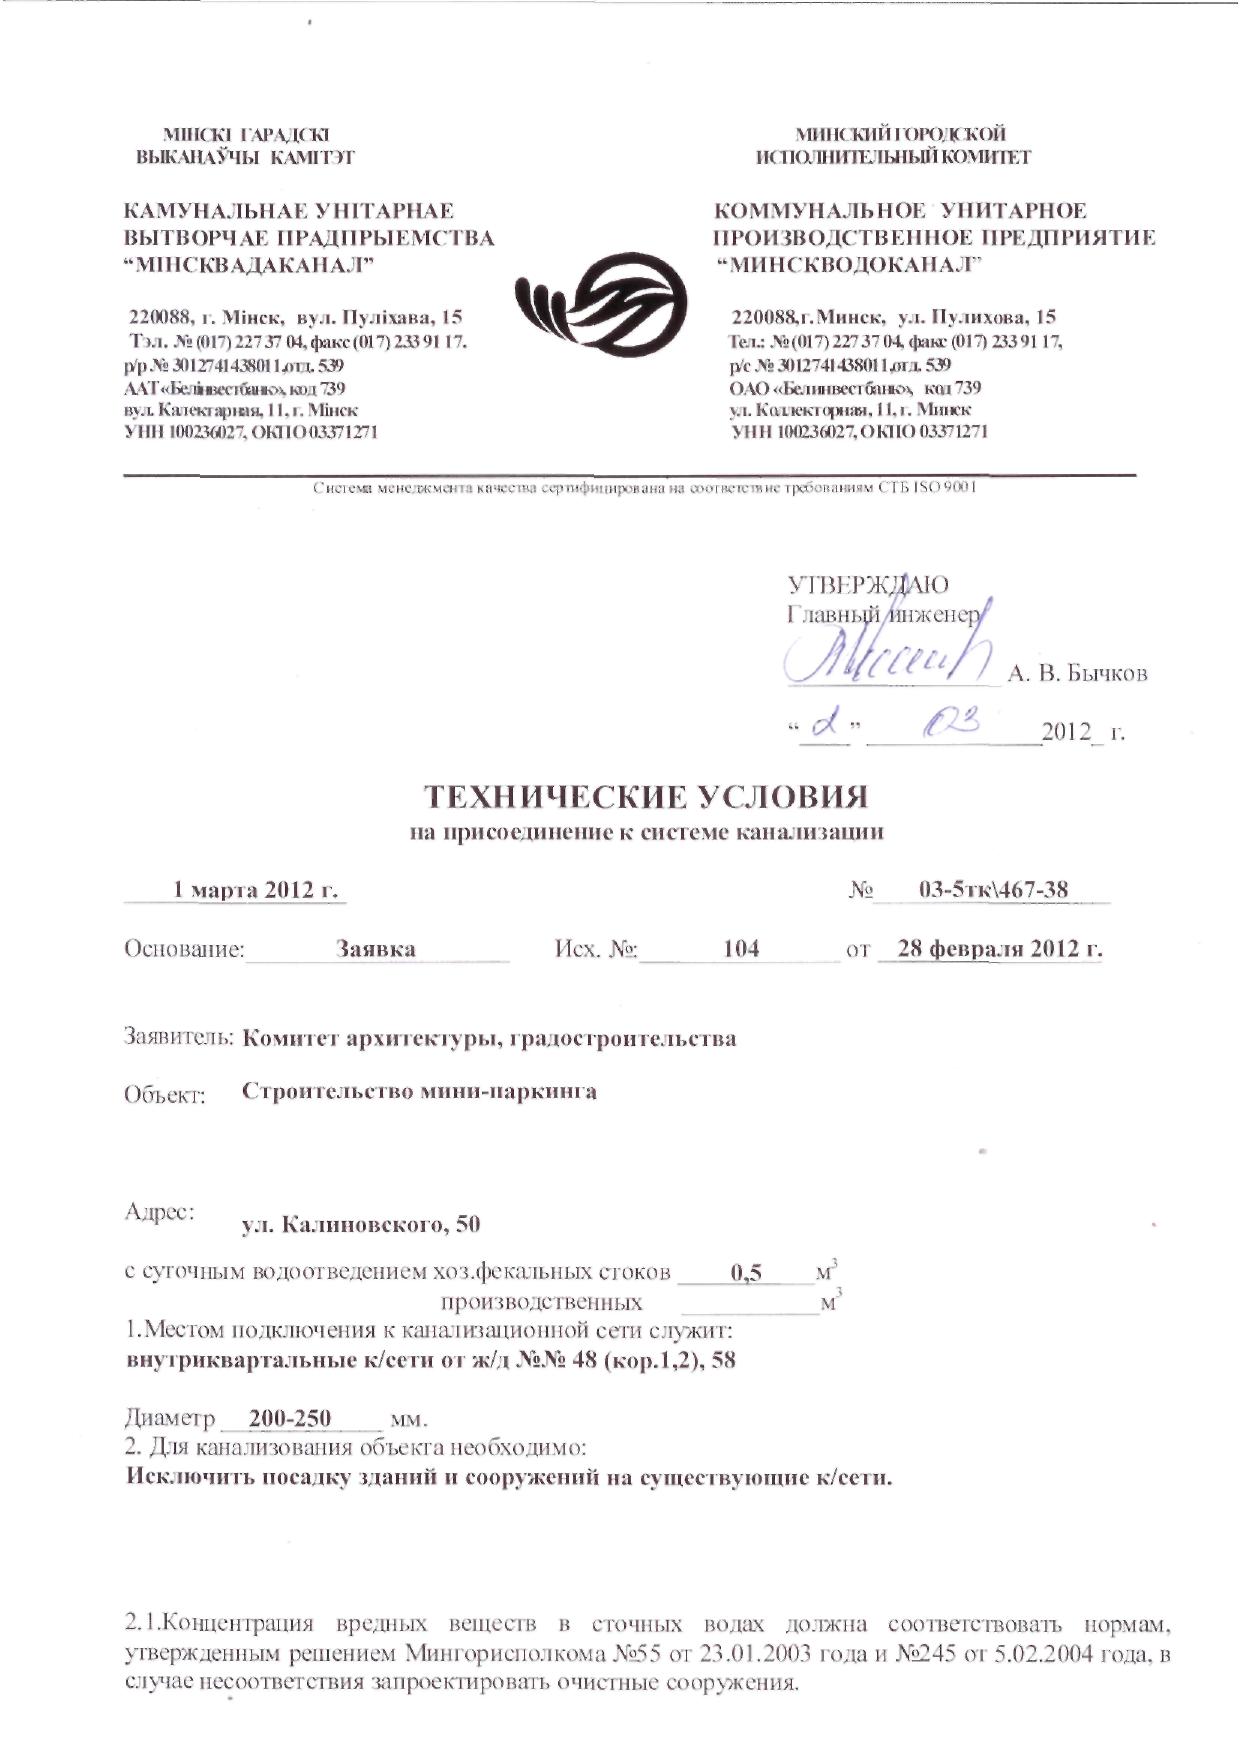 МІНСКІ ГАРАДСКІ
ВЫКАНАЎЧЫ КАМІТЭТ
КАМУНАЛЬНАЕ УНІТАРНАЕ
ВЫТВОРЧАЕ ПРАДПРЫЕМСТВА
“МІНСКВАДАКАНАЛ”
220088, г. Мінск, вул. Пуліхава, 15
Тэл. № (017) 227 37 04, факс (017) 233 91 17.
р/р № 3012741438011,отд. 539
ААТ «Белінвестбанк», код 739
вул. Калектарная, 11, г. Мінск
УНН 100236027, ОКПО 03371271
МИНСКИЙ ГОРОДСКОЙ
ИСПОЛНИТЕЛЬНЫЙ КОМИТЕТ
КОММУНАЛЬНОЕ УНИТАРНОЕ
ПРОИЗВОДСТВЕННОЕ ПРЕДПРИЯТИЕ
“МИНСКВОДОКАНАЛ”
220088,г.Минск, ул. Пулихова, 15
Тел.: №(017) 227 37 04, факс (017) 233 91 17,
р/с № 3012741438011,отд. 539
ОАО «Белинвестбанк», код 739
ул. Коллекторная, 11, г. Минск
УНН 100236027, ОКПО 03371271
Система менеджмента качества сертифицирована на соответствие требованиям СТБ ISO 9001
УТВЕРЖДАЮ
Главный инженер
А. В. Бычков
“ 2 ” 03 2012_ г.
ТЕХНИЧЕСКИЕ УСЛОВИЯ
на присоединение к системе канализации
1 марта 2012 г. № 03-5тк\467-38
Основание: Заявка Исх. №: 104 от 28 февраля 2012 г.
Заявитель: Комитет архитектуры, градостроительства
Объект: Строительство мини-паркинга
Адрес: ул. Калиновского, 50
с суточным водоотведением хоз.фекальных стоков 0,5 м³
производственных м³
1.Местом подключения к канализационной сети служит:
внутриквартальные к/сети от ж/д №№ 48 (кор.1,2), 58
Диаметр 200-250 мм.
2. Для канализования объекта необходимо:
Исключить посадку зданий и сооружений на существующие к/сети.
2.1.Концентрация вредных веществ в сточных водах должна соответствовать нормам,
утвержденным решением Мингорисполкома №55 от 23.01.2003 года и №245 от 5.02.2004 года, в
случае несоответствия запроектировать очистные сооружения.